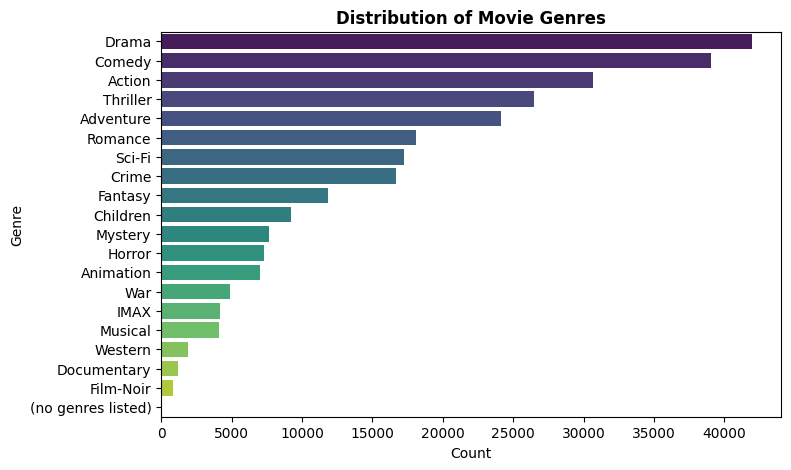 Distribution of Movie Genres
Genre
Drama
Comedy
Action
Thriller
Adventure
Romance
Sci-Fi
Crime
Fantasy
Children
Mystery
Horror
Animation
War
IMAX
Musical
Western
Documentary
Film-Noir
(no genres listed)
0 5000 10000 15000 20000 25000 30000 35000 40000
Count